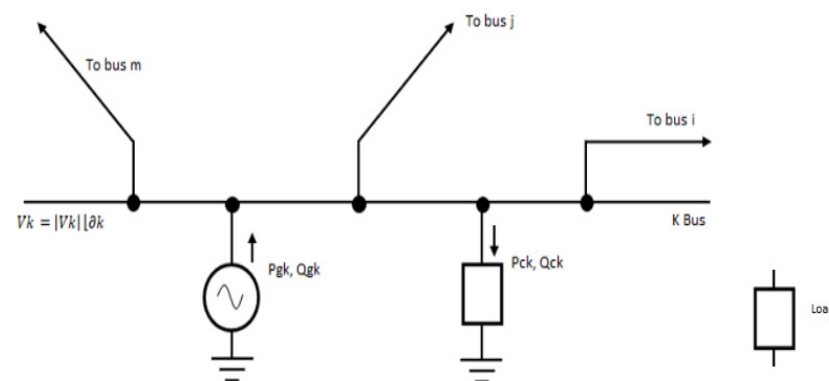 To bus j
To bus m
To bus i
Vk = |Vk|⌊∂k
K Bus
Pgk, Qgk
Pck, Qck
Loa